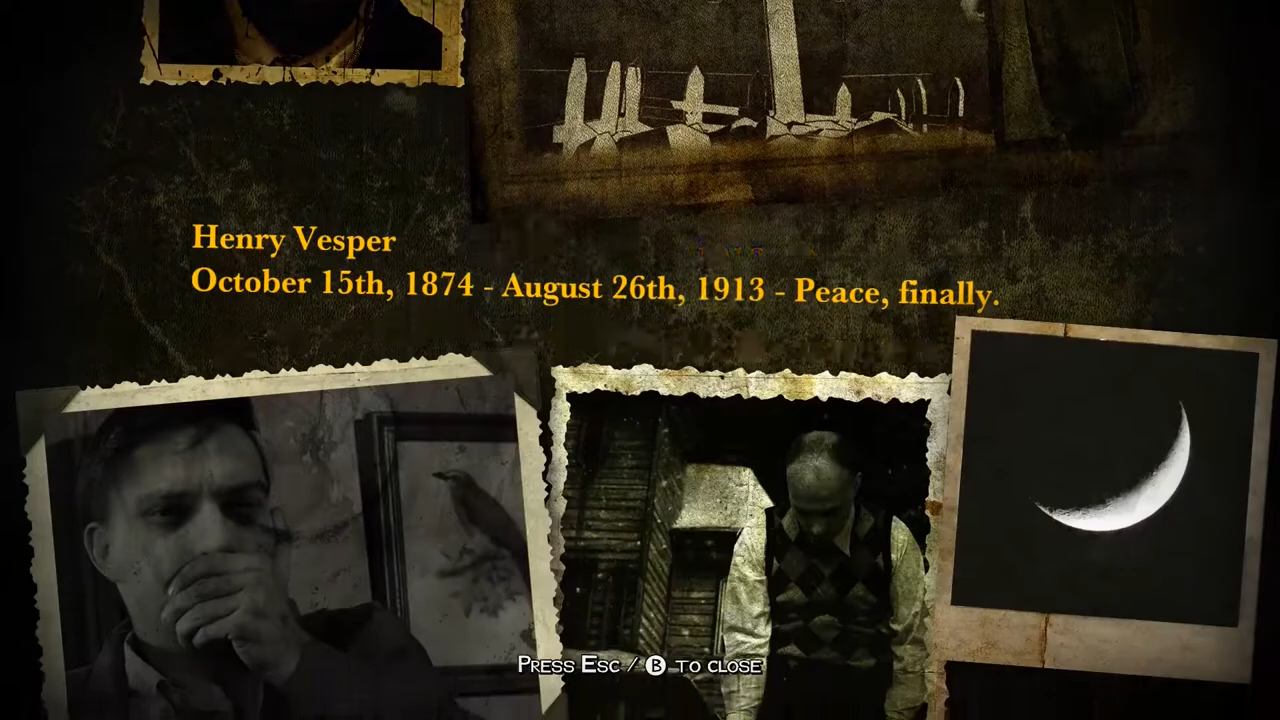 Henry Vesper
October 15th, 1874 - August 26th, 1913 - Peace, finally.
Press Esc / B to close